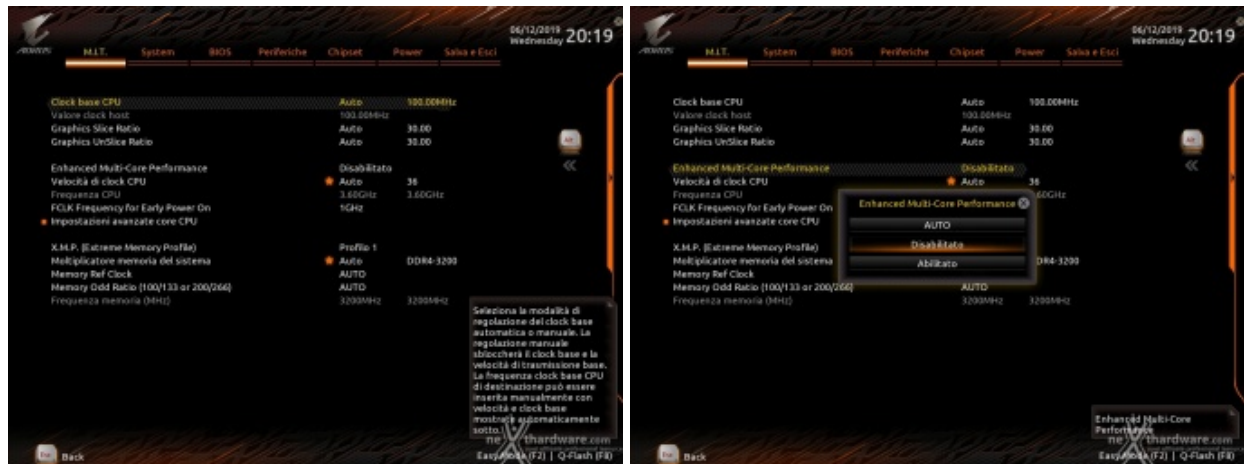 AORUS
06/12/2019
Wednesday 20:19
M.I.T. System BIOS Periferiche Chipset Power Salva e Esci
Clock base CPU Auto 100.00MHz
Valore clock host 100.00MHz
Graphics Slice Ratio Auto 30.00
Graphics UnSlice Ratio Auto 30.00
Enhanced Multi-Core Performance Disabilitato
Velocità di clock CPU Auto 36
Frequenza CPU 3.60GHz 3.60GHz
FCLK Frequency for Early Power On 1GHz
Impostazioni avanzate core CPU
X.M.P. (Extreme Memory Profile) Profilo 1
Moltiplicatore memoria del sistema Auto DDR4-3200
Memory Ref Clock AUTO
Memory Odd Ratio (100/133 or 200/266) AUTO
Frequenza memoria (MHz) 3200MHz 3200MHz
Seleziona la modalità di
regolazione del clock base
automatica o manuale. La
regolazione manuale
sbloccherà il clock base e la
velocità di trasmissione base.
La frequenza clock base CPU
di destinazione può essere
inserita manualmente con
velocità e clock base
mostrate automaticamente
sotto.
nexthardware.com
Esc Back
EasyMode (F2) | Q-Flash (F8)
AORUS
06/12/2019
Wednesday 20:19
M.I.T. System BIOS Periferiche Chipset Power Salva e Esci
Clock base CPU Auto 100.00MHz
Valore clock host 100.00MHz
Graphics Slice Ratio Auto 30.00
Graphics UnSlice Ratio Auto 30.00
Enhanced Multi-Core Performance Disabilitato
Velocità di clock CPU Auto 36
Frequenza CPU .60GHz
FCLK Frequency for Early Power On
Impostazioni avanzate core CPU
X.M.P. (Extreme Memory Profile)
Moltiplicatore memoria del sistema DDR4-3200
Memory Ref Clock
Memory Odd Ratio (100/133 or 200/266) AUTO
Frequenza memoria (MHz) 3200MHz 3200MHz
Enhanced Multi-Core Performance
AUTO
Disabilitato
Abilitato
Enhanced Multi-Core
Performance
nexthardware.com
Esc Back
EasyMode (F2) | Q-Flash (F8)